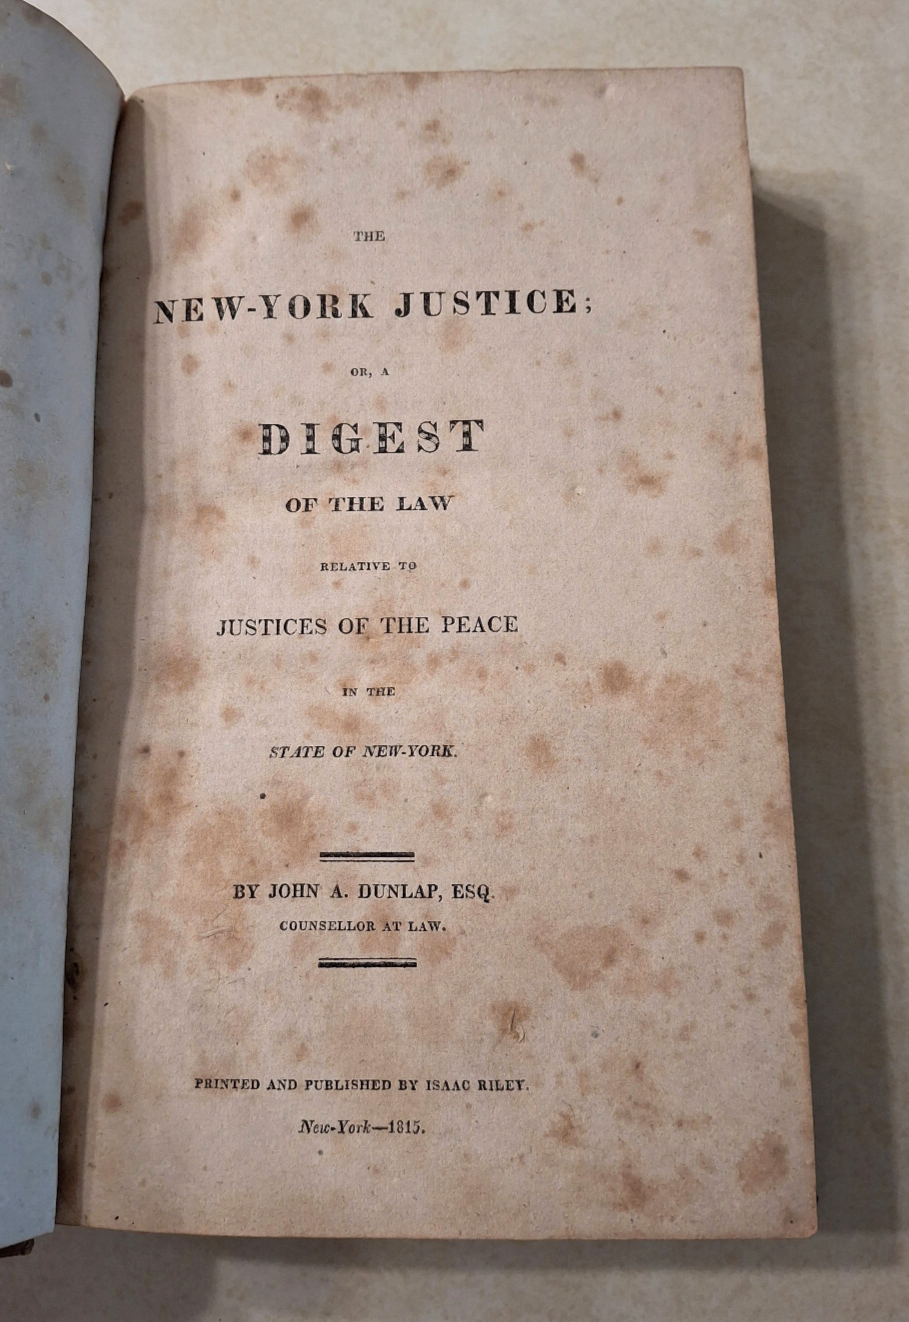 THE
NEW-YORK JUSTICE;
OR, A
DIGEST
OF THE LAW
RELATIVE TO
JUSTICES OF THE PEACE
IN THE
STATE OF NEW-YORK.
BY JOHN A. DUNLAP, ESQ.
COUNSELLOR AT LAW.
PRINTED AND PUBLISHED BY ISAAC RILEY.
New-York—1815.